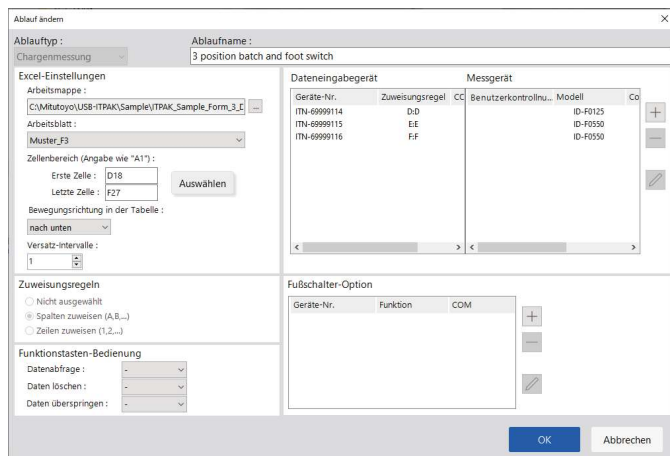 Ablauf ändern
Ablauftyp :
Chargenmessung
Ablaufname :
3 position batch and foot switch
Excel-Einstellungen
Arbeitsmappe :
C:\Mitutoyo\USB-ITPAK\Sample\ITPAK_Sample_Form_3_D
...
Arbeitsblatt :
Muster_F3
Zellenbereich (Angabe wie "A1") :
Erste Zelle : D18
Letzte Zelle : F27
Auswählen
Bewegungsrichtung in der Tabelle :
nach unten
Versatz-Intervalle :
1
Zuweisungsregeln
Nicht ausgewählt
Spalten zuweisen (A,B,...)
Zeilen zuweisen (1,2,...)
Funktionstasten-Bedienung
Datenabfrage : -
Daten löschen : -
Daten überspringen : -
Dateneingabegerät
Messgerät
Geräte-Nr. Zuweisungsregel CC Benutzerkontrollnu... Modell Co
ITN-69999114 D:D ID-F0125
ITN-69999115 E:E ID-F0550
ITN-69999116 F:F ID-F0550
Fußschalter-Option
Geräte-Nr. Funktion COM
OK
Abbrechen